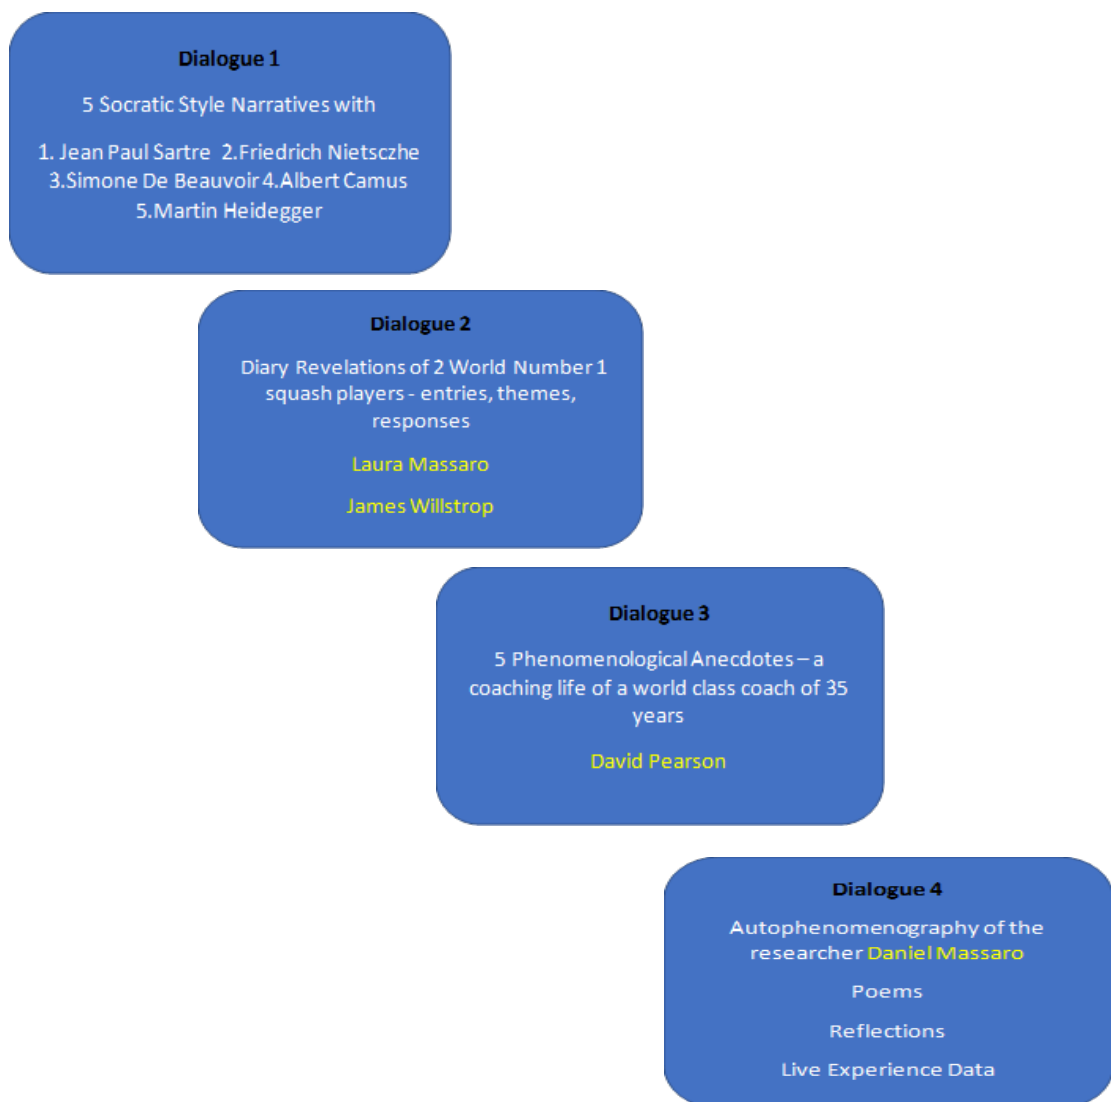 Dialogue 1
5 Socratic Style Narratives with
1. Jean Paul Sartre 2.Friedrich Nietsczhe
3.Simone De Beauvoir 4.Albert Camus
5.Martin Heidegger
Dialogue 2
Diary Revelations of 2 World Number 1
squash players - entries, themes,
responses
Laura Massaro
James Willstrop
Dialogue 3
5 Phenomenological Anecdotes – a
coaching life of a world class coach of 35
years
David Pearson
Dialogue 4
Autophenomenography of the
researcher Daniel Massaro
Poems
Reflections
Live Experience Data